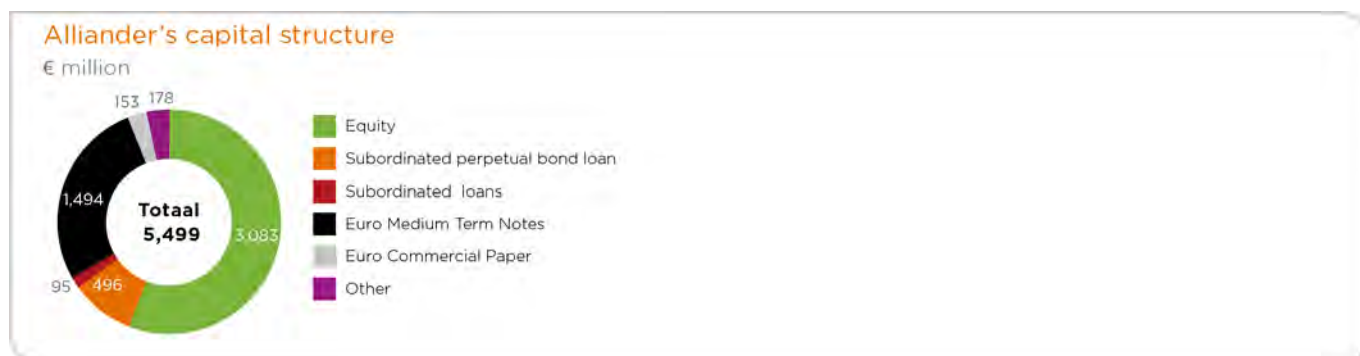 Alliander's capital structure
€ million
153 178
1,494
Totaal
5,499
3,083
95
496
Equity
Subordinated perpetual bond loan
Subordinated loans
Euro Medium Term Notes
Euro Commercial Paper
Other